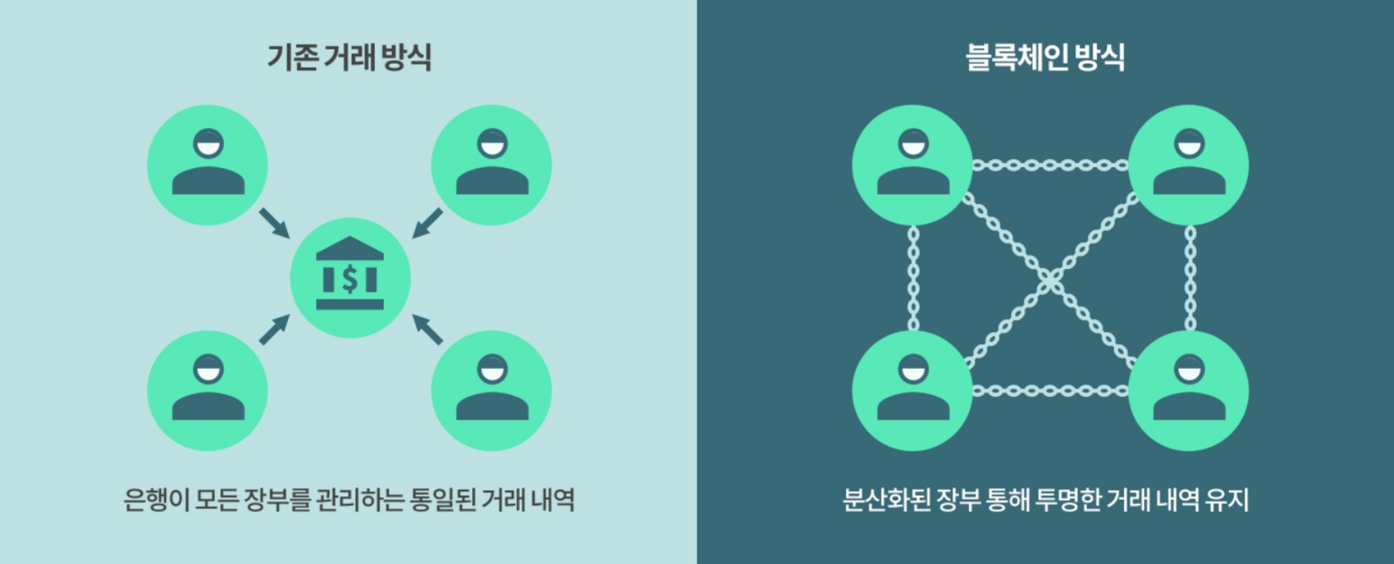 기존 거래 방식
블록체인 방식
$
은행이 모든 장부를 관리하는 통일된 거래 내역
분산화된 장부 통해 투명한 거래 내역 유지